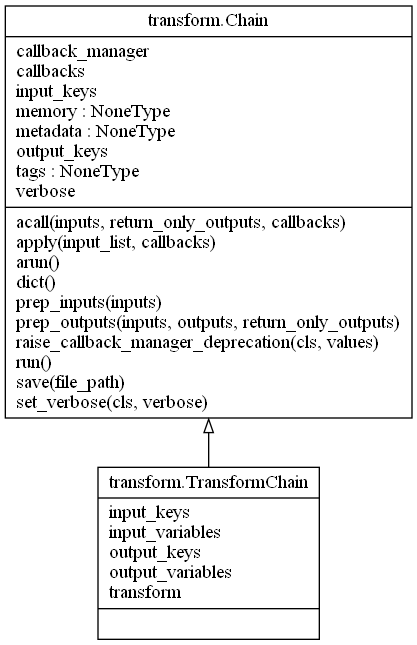 transform.Chain
callback_manager
callbacks
input_keys
memory : NoneType
metadata : NoneType
output_keys
tags : NoneType
verbose
acall(inputs, return_only_outputs, callbacks)
apply(input_list, callbacks)
arun()
dict()
prep_inputs(inputs)
prep_outputs(inputs, outputs, return_only_outputs)
raise_callback_manager_deprecation(cls, values)
run()
save(file_path)
set_verbose(cls, verbose)
transform.TransformChain
input_keys
input_variables
output_keys
output_variables
transform